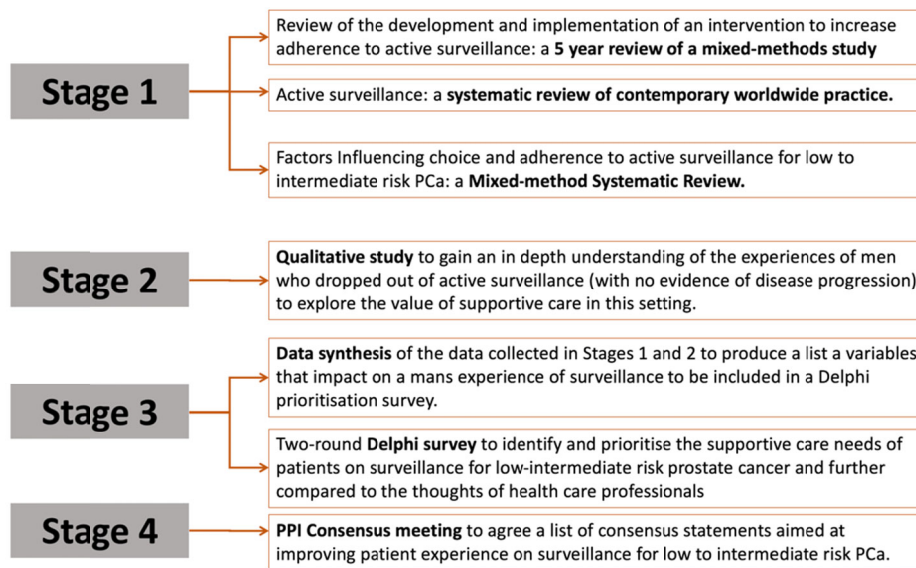 Stage 1
Review of the development and implementation of an intervention to increase
adherence to active surveillance: a 5 year review of a mixed-methods study
Active surveillance: a systematic review of contemporary worldwide practice.
Factors Influencing choice and adherence to active surveillance for low to
intermediate risk PCa: a Mixed-method Systematic Review.
Stage 2
Qualitative study to gain an in depth understanding of the experiences of men
who dropped out of active surveillance (with no evidence of disease progression)
to explore the value of supportive care in this setting.
Stage 3
Data synthesis of the data collected in Stages 1 and 2 to produce a list a variables
that impact on a mans experience of surveillance to be included in a Delphi
prioritisation survey.
Two-round Delphi survey to identify and prioritise the supportive care needs of
patients on surveillance for low-intermediate risk prostate cancer and further
compared to the thoughts of health care professionals
Stage 4
PPI Consensus meeting to agree a list of consensus statements aimed at
improving patient experience on surveillance for low to intermediate risk PCa.